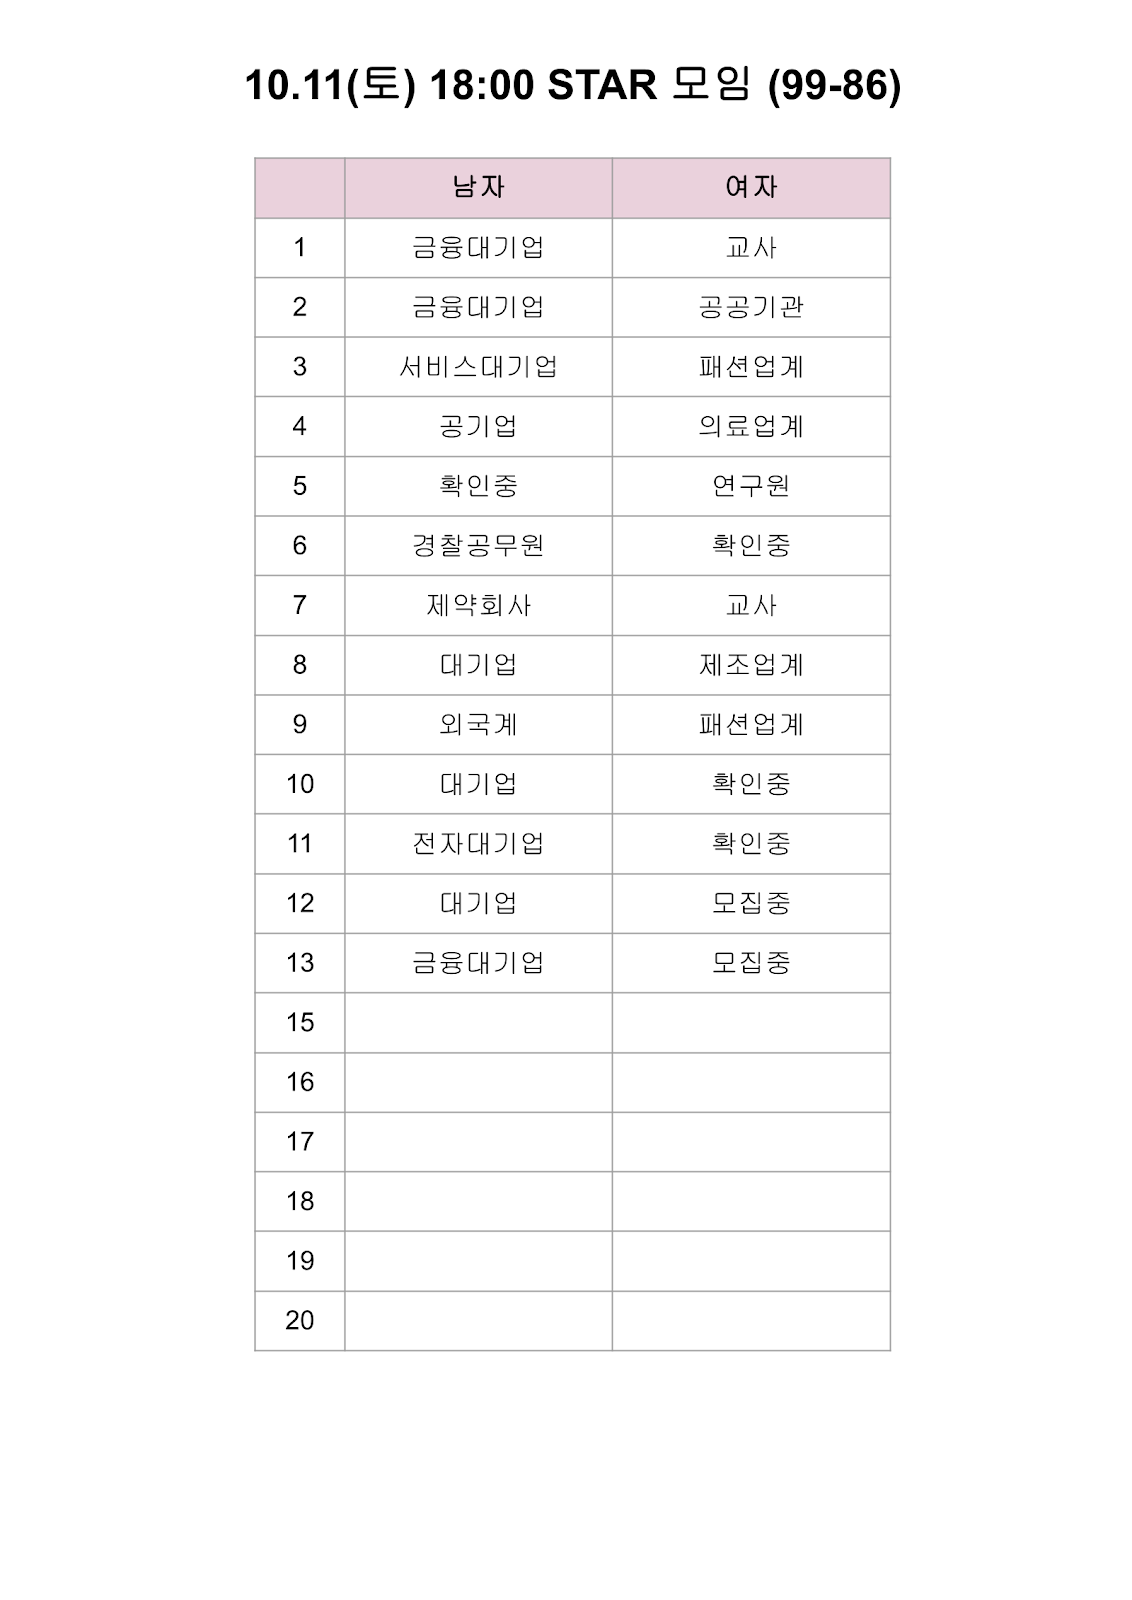 10.11(토) 18:00 STAR 모임 (99-86)
남자 여자
1 금융대기업 교사
2 금융대기업 공공기관
3 서비스대기업 패션업계
4 공기업 의료업계
5 확인중 연구원
6 경찰공무원 확인중
7 제약회사 교사
8 대기업 제조업계
9 외국계 패션업계
10 대기업 확인중
11 전자대기업 확인중
12 대기업 모집중
13 금융대기업 모집중
15
16
17
18
19
20